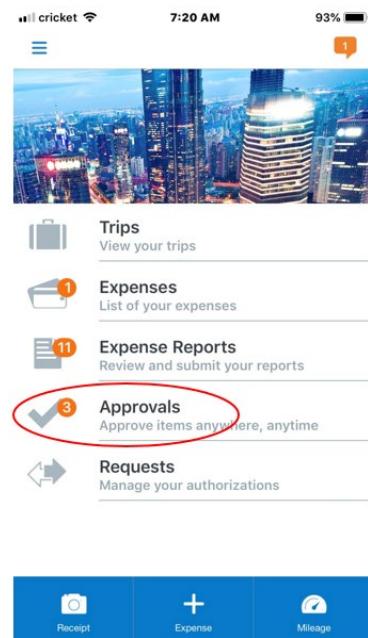 cricket 7:20 AM 93%
1
Trips
View your trips
1
Expenses
List of your expenses
11
Expense Reports
Review and submit your reports
3
Approvals
Approve items anywhere, anytime
Requests
Manage your authorizations
Receipt Expense Mileage